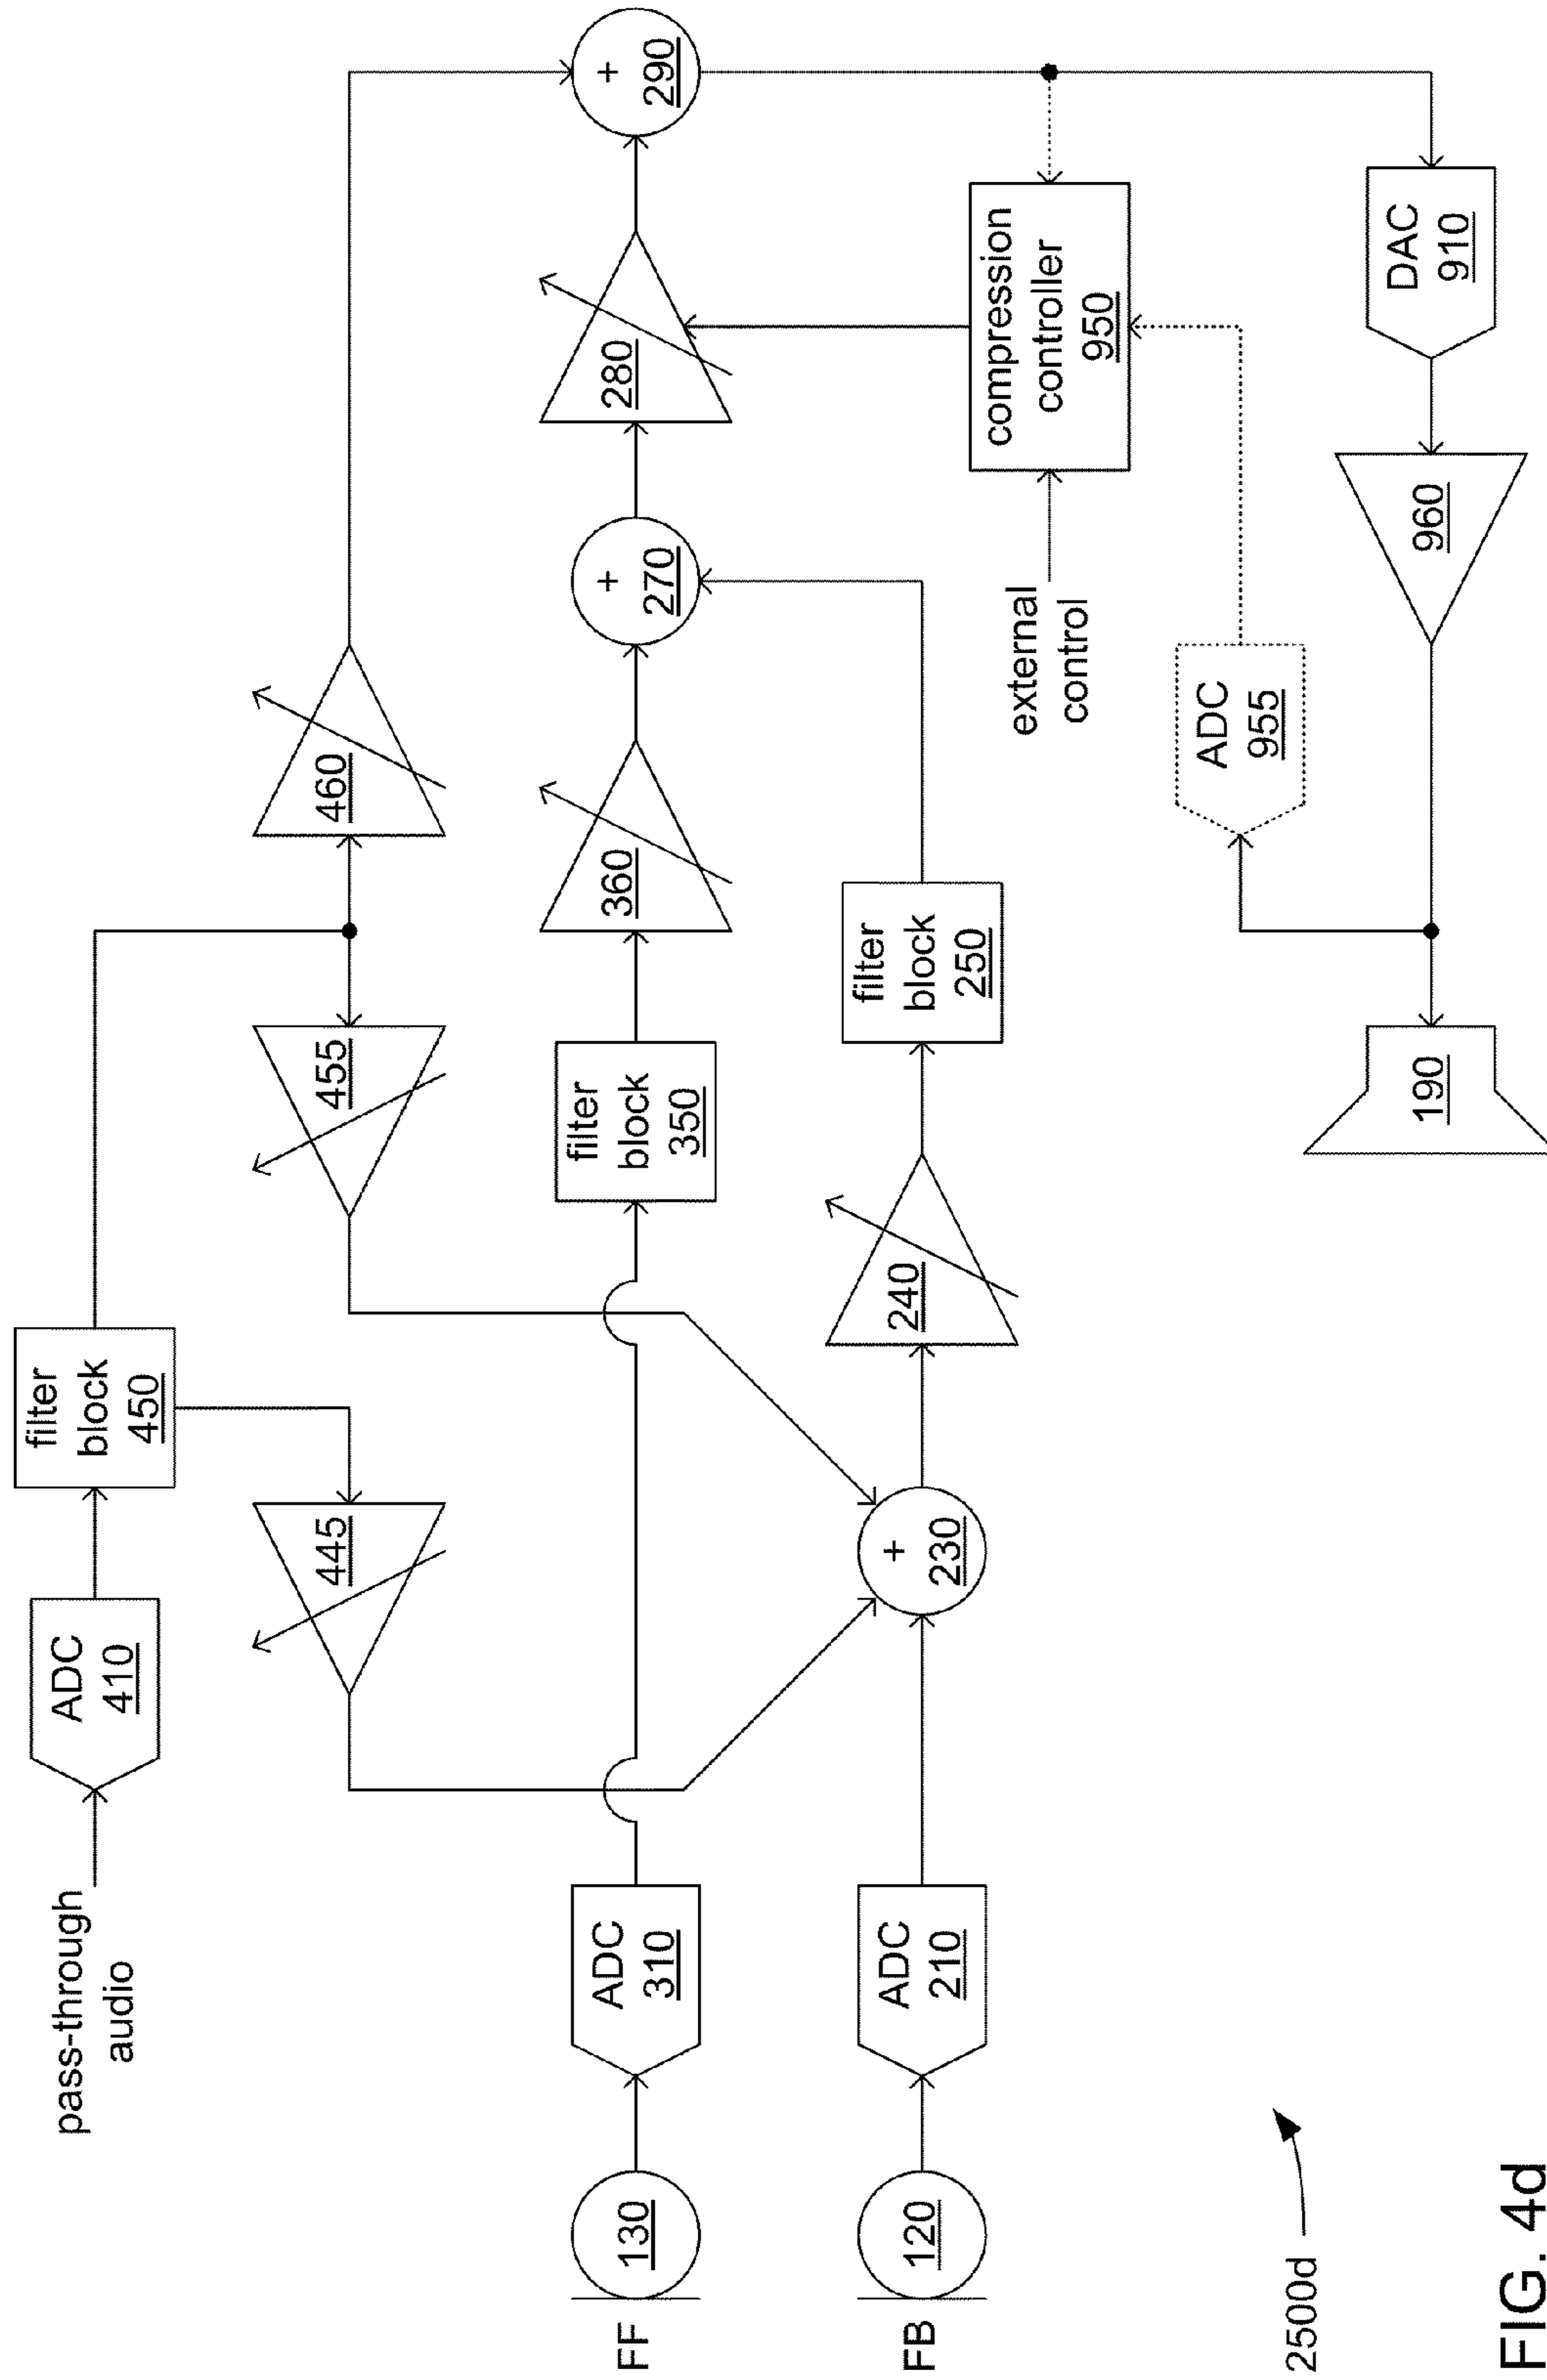 pass-through
audio
ADC
410
filter
block
450
445
455
460
FF
130
ADC
310
filter
block
350
360
+
270
280
+
290
FB
120
ADC
210
+
230
240
filter
block
250
external
control
compression
controller
950
ADC
955
190
960
DAC
910
2500d
FIG. 4d